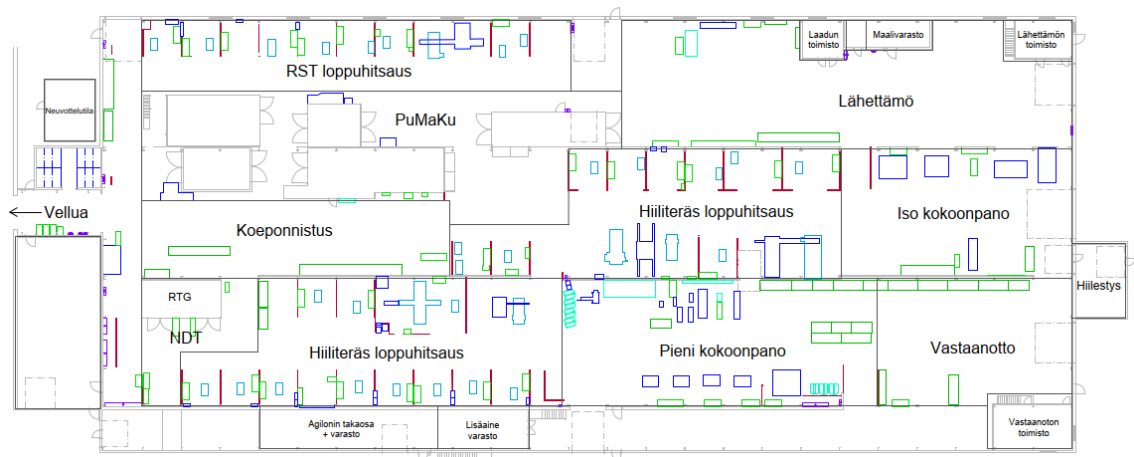 Laadun
toimisto
Maalivarasto
Lähettämön
toimisto
RST loppuhitsaus
Neuvottelutila
PuMaKu
Lähettämö
Vellua
Koeponnistus
Hiiliteräs loppuhitsaus
Iso kokoonpano
RTG
Hiilestys
NDT
Hiiliteräs loppuhitsaus
Pieni kokoonpano
Vastaanotto
Agilonin takaosa
+ varasto
Lisäaine
varasto
Vastaanoton
toimisto